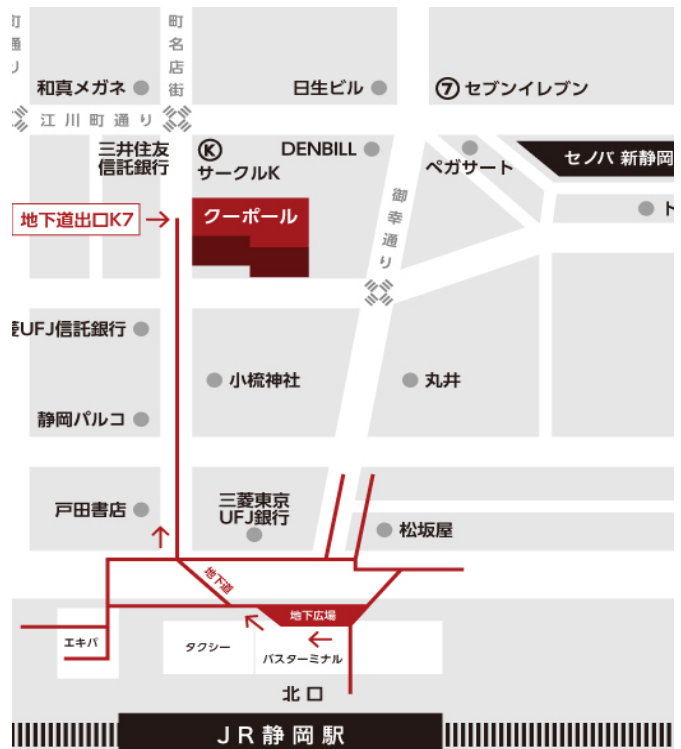 町通り
町名店街
和真メガネ
日生ビル
⑦セブンイレブン
江川町通り
三井住友
信託銀行
Ⓚ
サークルK
DENBILL
ペガサート
セノバ 新静岡
御幸通り
ト
地下道出口K7
クーポール
菱UFJ信託銀行
小梳神社
丸井
静岡パルコ
戸田書店
三菱東京
UFJ銀行
松坂屋
地下道
地下広場
エキパ
タクシー
バスターミナル
北口
JR静岡駅